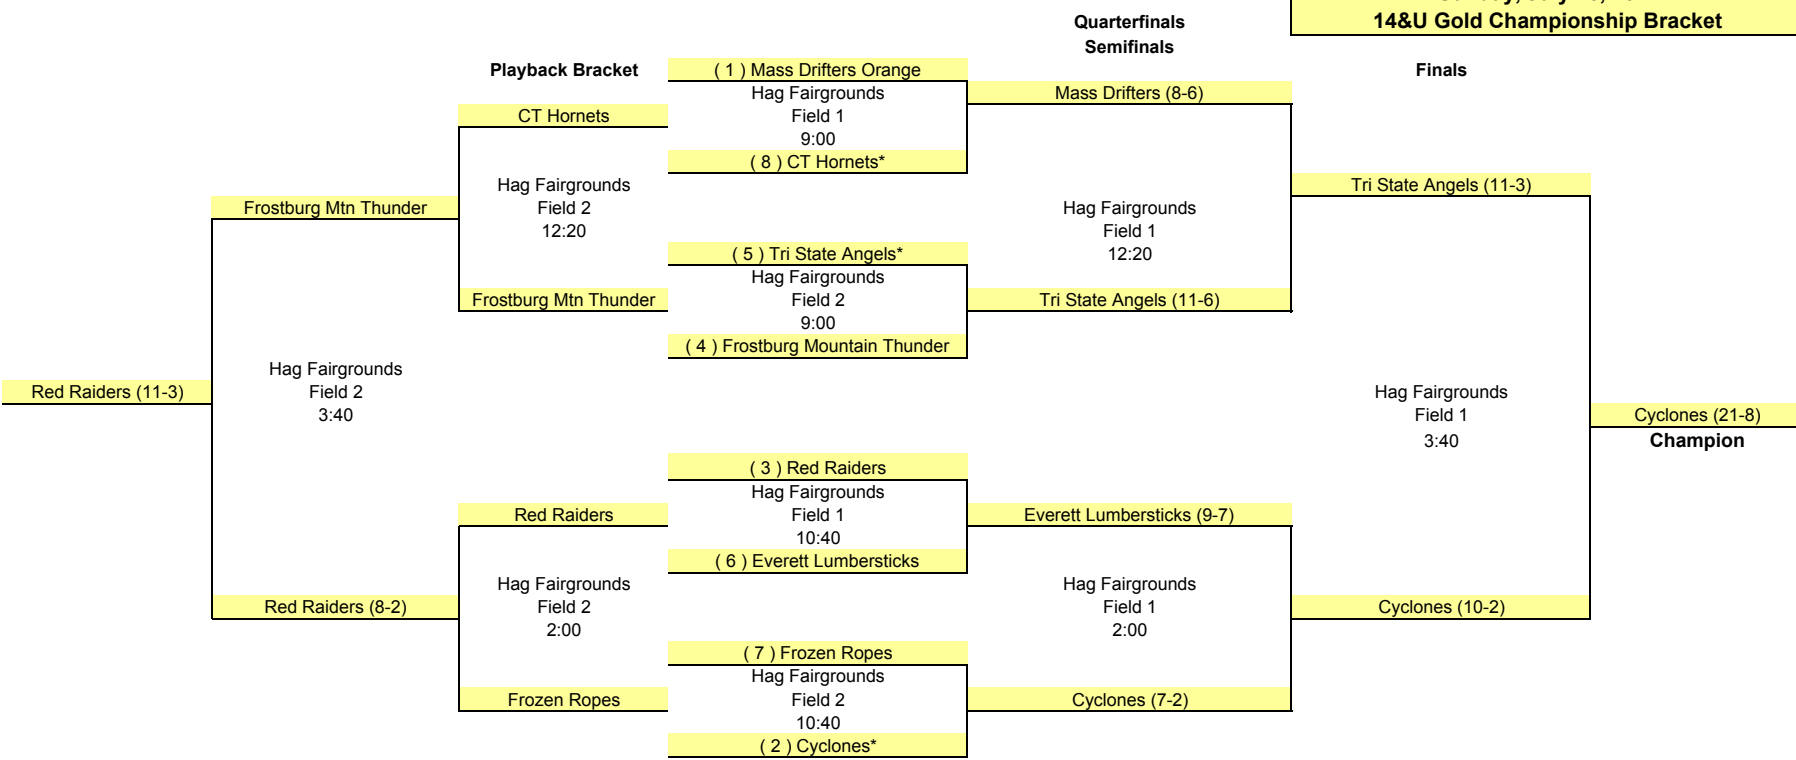 Quarterfinals
14&U Gold Championship Bracket
Semifinals
Playback Bracket
( 1 ) Mass Drifters Orange
Finals
Hag Fairgrounds
Mass Drifters (8-6)
CT Hornets
Field 1
9:00
( 8 ) CT Hornets*
Hag Fairgrounds
Tri State Angels (11-3)
Frostburg Mtn Thunder
Field 2
Hag Fairgrounds
12:20
Field 1
( 5 ) Tri State Angels*
12:20
Hag Fairgrounds
Frostburg Mtn Thunder
Field 2
Tri State Angels (11-6)
9:00
( 4 ) Frostburg Mountain Thunder
Hag Fairgrounds
Red Raiders (11-3)
Field 2
Hag Fairgrounds
3:40
Field 1
Cyclones (21-8)
3:40
Champion
( 3 ) Red Raiders
Hag Fairgrounds
Red Raiders
Field 1
Everett Lumbersticks (9-7)
10:40
( 6 ) Everett Lumbersticks
Hag Fairgrounds
Hag Fairgrounds
Red Raiders (8-2)
Field 2
Field 1
Cyclones (10-2)
2:00
2:00
( 7 ) Frozen Ropes
Hag Fairgrounds
Frozen Ropes
Field 2
Cyclones (7-2)
10:40
( 2 ) Cyclones*